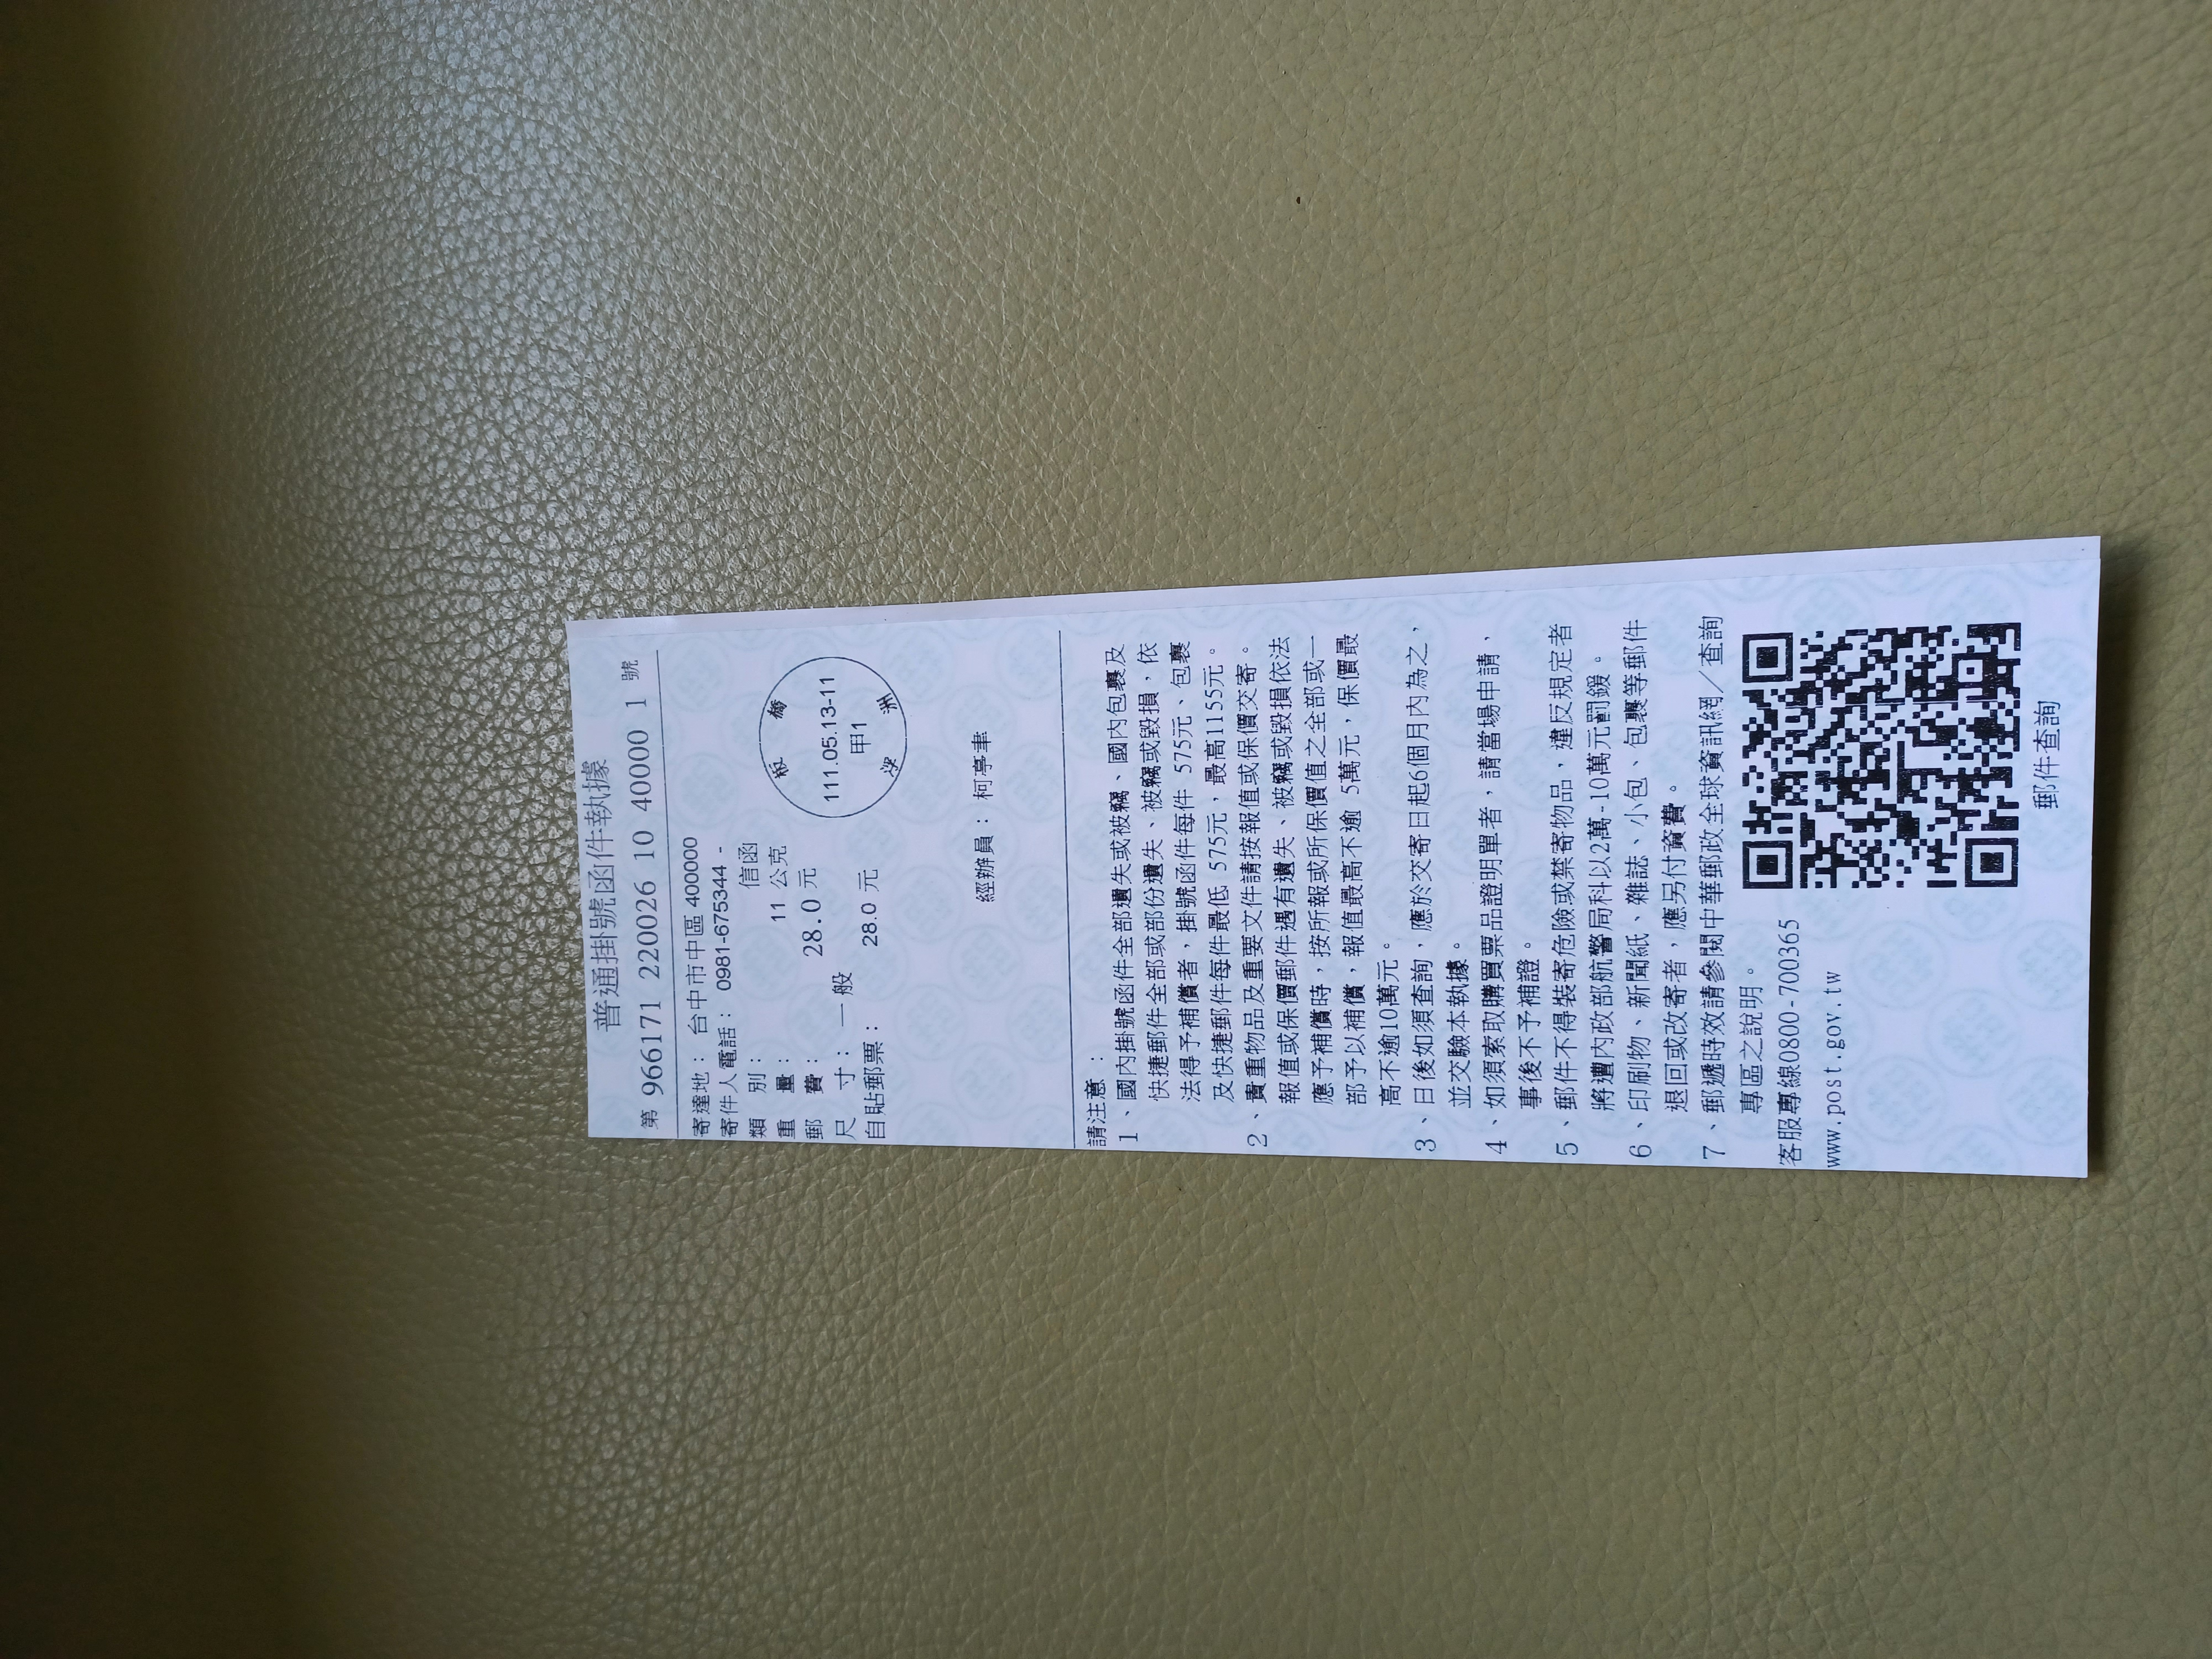 普通掛號函件執據
第 966171 220026 10 40000 1 號
寄達地： 台中市中區 400000
寄件人電話： 0981-675344 -
類 別： 信函
重 量： 11 公克
郵 費： 28.0 元
尺 寸： 一般
自貼郵票： 28.0 元
板橋
111.05.13-11
甲1
浮洲
經辦員： 柯亭聿
請注意：
1、國內掛號函件全部遺失或被竊、國內包裹及
快捷郵件全部或部份遺失、被竊或毀損，依
法得予補償者，掛號函件每件 575元、包裹
及快捷郵件每件最低 575元，最高1155元。
2、貴重物品及重要文件請按報值或保價交寄。
報值或保價郵件遇有遺失、被竊或毀損依法
應予補償時，按所報或所保價值之全部或一
部予以補償，報值最高不逾 5萬元，保價最
高不逾10萬元。
3、日後如須查詢，應於交寄日起6個月內為之，
並交驗本執據。
4、如須索取購買票品證明單者，請當場申請，
事後不予補證。
5、郵件不得裝寄危險或禁寄物品，違反規定者
將遭內政部航警局科以2萬-10萬元罰鍰。
6、印刷物、新聞紙、雜誌、小包、包裹等郵件
退回或改寄者，應另付資費。
7、郵遞時效請參閱中華郵政全球資訊網／查詢
專區之說明。
客服專線0800-700365
www.post.gov.tw
郵件查詢